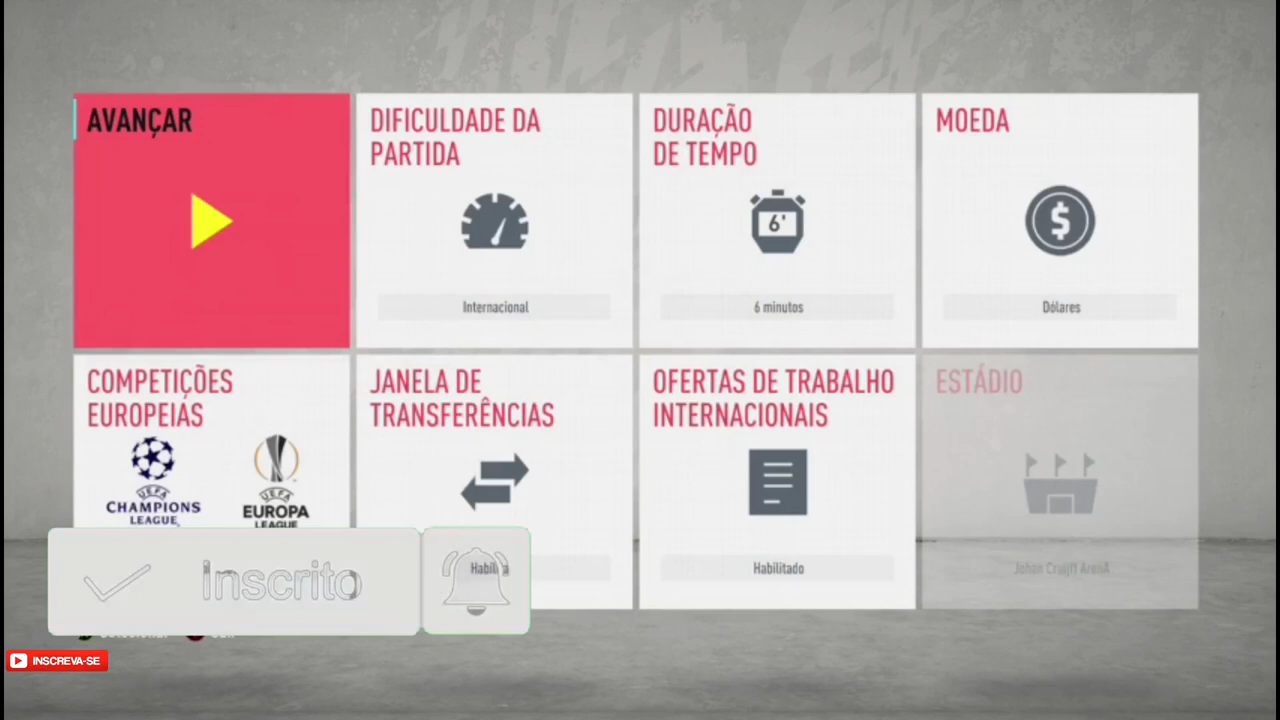 AVANÇAR
DIFICULDADE DA
PARTIDA
Internacional
DURAÇÃO
DE TEMPO
6'
6 minutos
MOEDA
$
Dólares
COMPETIÇÕES
EUROPEIAS
UEFA
CHAMPIONS
LEAGUE
UEFA
EUROPA
LEAGUE
JANELA DE
TRANSFERÊNCIAS
OFERTAS DE TRABALHO
INTERNACIONAIS
Habilitado
ESTÁDIO
Johan Cruijff ArenA
Inscrito
INSCREVA-SE